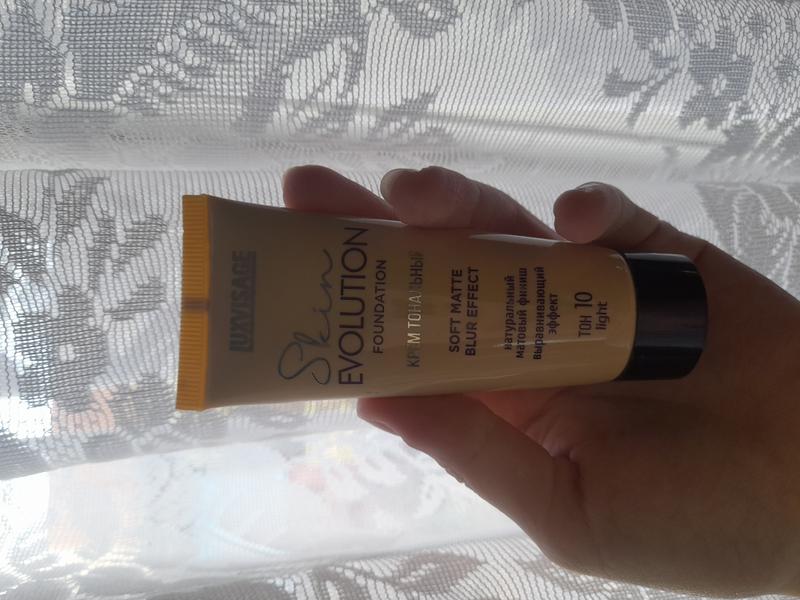 LUXVISAGE
Skin
EVOLUTION
FOUNDATION
КРЕМ ТОНАЛЬНЫЙ
SOFT MATTE
BLUR EFFECT
натуральный
матовый финиш
выравнивающий
эффект
ТОН 10
light